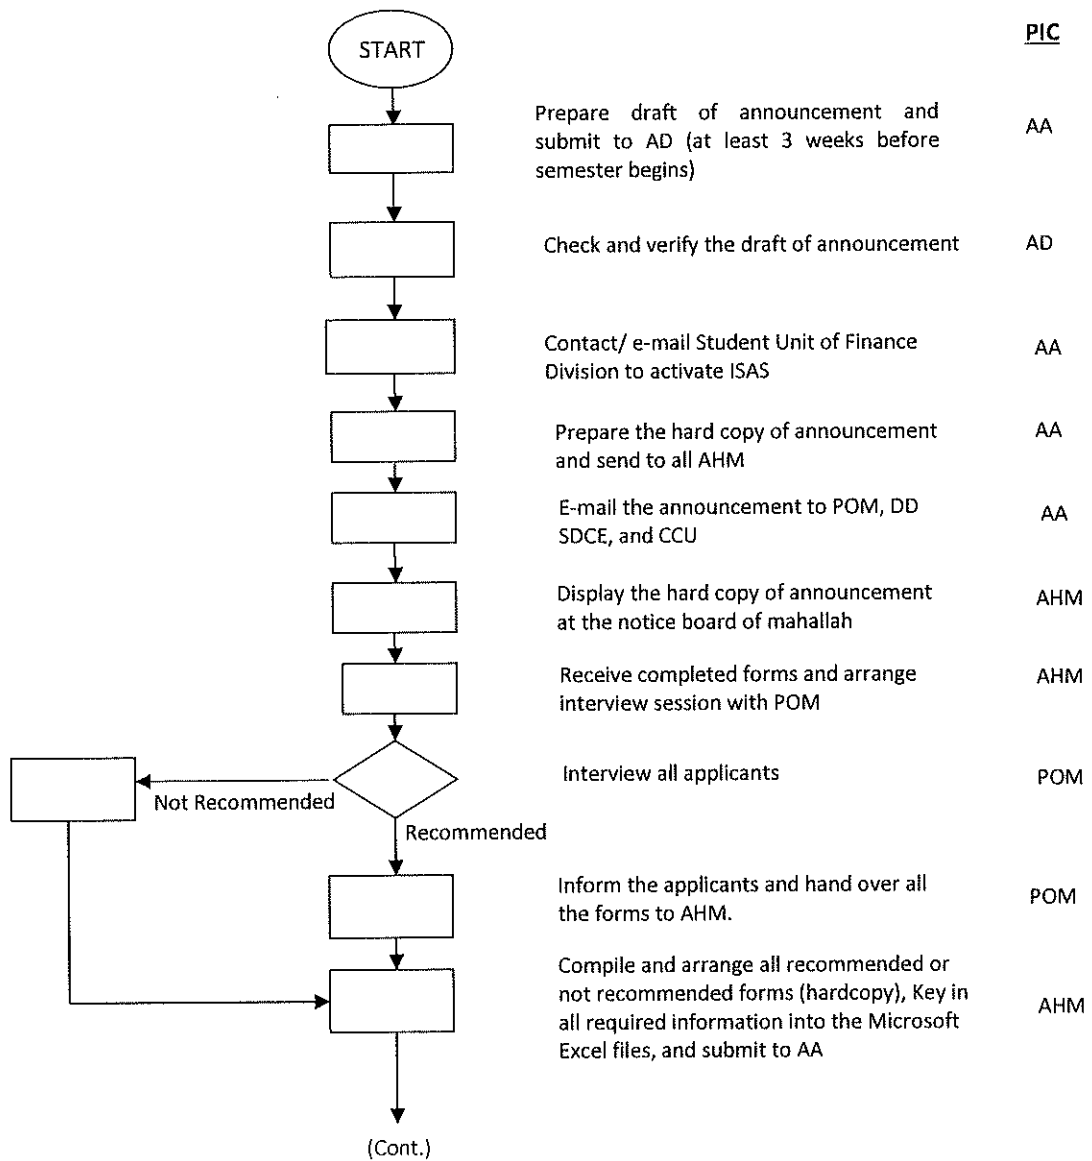 PIC
START
Prepare draft of announcement and
submit to AD (at least 3 weeks before
semester begins)
AA
Check and verify the draft of announcement
AD
Contact/ e-mail Student Unit of Finance
Division to activate ISAS
AA
Prepare the hard copy of announcement
and send to all AHM
AA
E-mail the announcement to POM, DD
SDCE, and CCU
AA
Display the hard copy of announcement
at the notice board of mahallah
AHM
Receive completed forms and arrange
interview session with POM
AHM
Interview all applicants
POM
Not Recommended
Recommended
Inform the applicants and hand over all
the forms to AHM.
POM
Compile and arrange all recommended or
not recommended forms (hardcopy), Key in
all required information into the Microsoft
Excel files, and submit to AA
AHM
(Cont.)